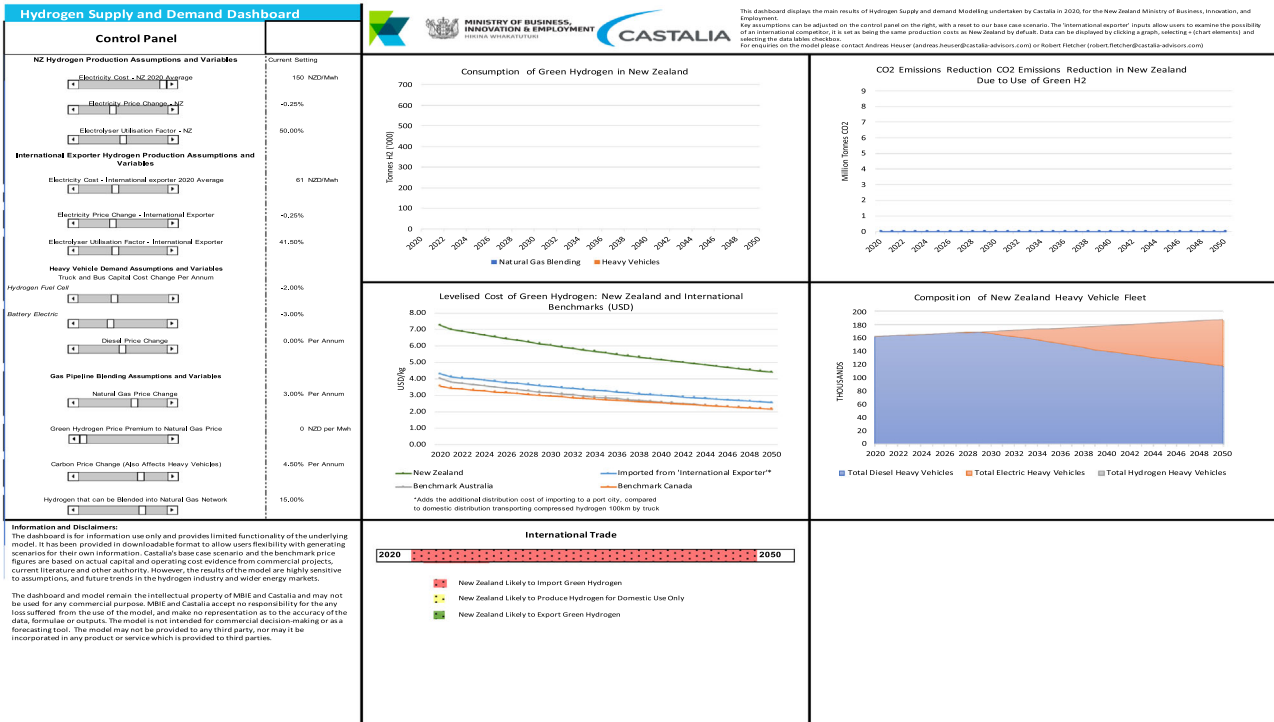 Hydrogen Supply and Demand Dashboard
Control Panel
NZ Hydrogen Production Assumptions and Variables
Current Setting
Electricity Cost - NZ 2020 Average
150 NZD/Mwh
Electricity Price Change - NZ
-0.25%
Electrolyser Utilisation Factor - NZ
50.00%
International Exporter Hydrogen Production Assumptions and
Variables
Electricity Cost - International exporter 2020 Average
61 NZD/Mwh
Electricity Price Change - International Exporter
-0.25%
Electrolyser Utilisation Factor - International Exporter
41.50%
Heavy Vehicle Demand Assumptions and Variables
Truck and Bus Capital Cost Change Per Annum
Hydrogen Fuel Cell
-2.00%
Battery Electric
-3.00%
Diesel Price Change
0.00% Per Annum
Gas Pipeline Blending Assumptions and Variables
Natural Gas Price Change
3.00% Per Annum
Green Hydrogen Price Premium to Natural Gas Price
0 NZD per Mwh
Carbon Price Change (Also Affects Heavy Vehicles)
4.50% Per Annum
Hydrogen that can be Blended into Natural Gas Network
15.00%
Information and Disclaimers:
The dashboard is for information use only and provides limited functionality of the underlying
model. It has been provided in downloadable format to allow users flexibility with generating
scenarios for their own information. Castalia's base case scenario and the benchmark price
figures are based on actual capital and operating cost evidence from commercial projects,
current literature and other authority. However, the results of the model are highly sensitive
to assumptions, and future trends in the hydrogen industry and wider energy markets.
The dashboard and model remain the intellectual property of MBIE and Castalia and may not
be used for any commercial purpose. MBIE and Castalia accept no responsibility for the any
loss suffered from the use of the model, and make no representation as to the accuracy of the
data, formulae or outputs. The model is not intended for commercial decision-making or as a
forecasting tool. The model may not be provided to any third party, nor may it be
incorporated in any product or service which is provided to third parties.
MINISTRY OF BUSINESS,
INNOVATION & EMPLOYMENT
HĪKINA WHAKATUTUKI
CASTALIA
This dashboard displays the main results of Hydrogen Supply and demand Modelling undertaken by Castalia in 2020, for the New Zealand Ministry of Business, Innovation, and
Employment.
Key assumptions can be adjusted on the control panel on the right, with a reset to our base case scenario. The 'international exporter' inputs allow users to examine the possibility
of an international competitor, it is set as being the same production costs as New Zealand by defualt. Data can be displayed by clicking a graph, selecting + (chart elements) and
selecting the data labels checkbox.
For enquiries on the model please contact Andreas Heuser (andreas.heuser@castalia-advisors.com) or Robert Fletcher (robert.fletcher@castalia-advisors.com)
Consumption of Green Hydrogen in New Zealand
Tonnes H2 ('000)
700
600
500
400
300
200
100
0
2020 2022 2024 2026 2028 2030 2032 2034 2036 2038 2040 2042 2044 2046 2048 2050
Natural Gas Blending Heavy Vehicles
CO2 Emissions Reduction CO2 Emissions Reduction in New Zealand
Due to Use of Green H2
Million Tonnes CO2
9
8
7
6
5
4
3
2
1
0
2020 2022 2024 2026 2028 2030 2032 2034 2036 2038 2040 2042 2044 2046 2048 2050
Levelised Cost of Green Hydrogen: New Zealand and International
Benchmarks (USD)
USD/kg
8.00
7.00
6.00
5.00
4.00
3.00
2.00
1.00
0.00
2020 2022 2024 2026 2028 2030 2032 2034 2036 2038 2040 2042 2044 2046 2048 2050
New Zealand Imported from 'International Exporter'*
Benchmark Australia Benchmark Canada
*Adds the additional distribution cost of importing to a port city, compared
to domestic distribution transporting compressed hydrogen 100km by truck
Composition of New Zealand Heavy Vehicle Fleet
THOUSANDS
200
180
160
140
120
100
80
60
40
20
0
2020 2022 2024 2026 2028 2030 2032 2034 2036 2038 2040 2042 2044 2046 2048 2050
Total Diesel Heavy Vehicles Total Electric Heavy Vehicles Total Hydrogen Heavy Vehicles
International Trade
2020 2050
New Zealand Likely to Import Green Hydrogen
New Zealand Likely to Produce Hydrogen for Domestic Use Only
New Zealand Likely to Export Green Hydrogen